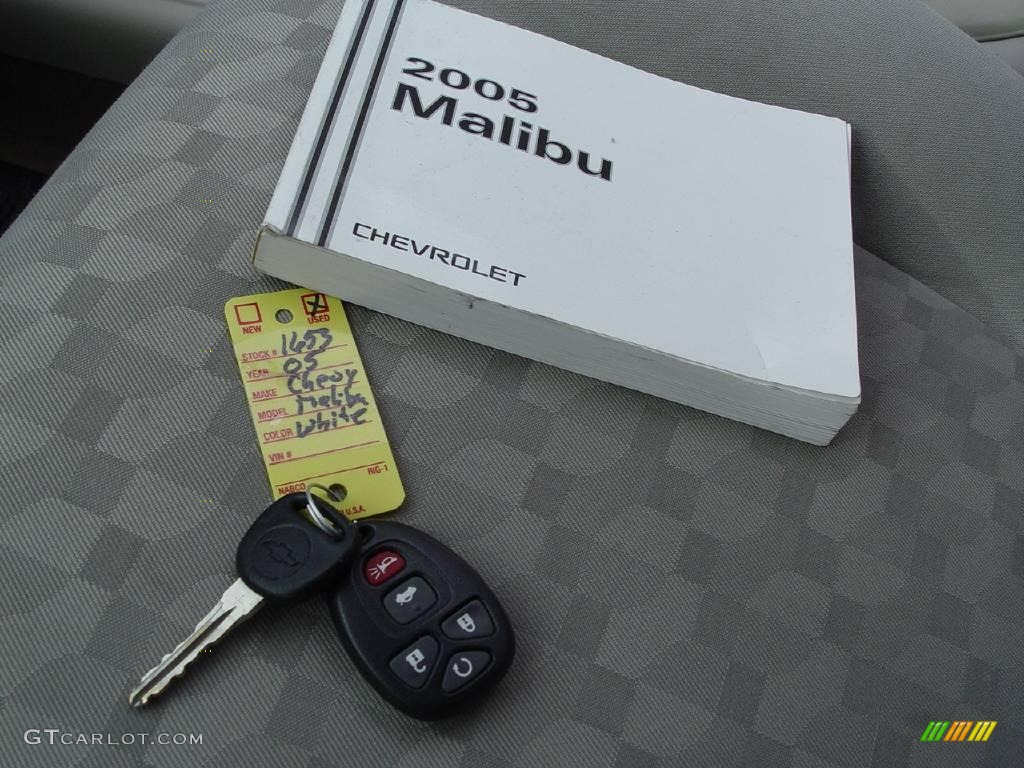 2005
Malibu
CHEVROLET
NEW
USED
STOCK # 1653
YEAR 05
MAKE Chevy
MODEL Malibu
COLOR White
VIN #
RIG-1
NABCO
U.S.A.
GTCARLOT.COM